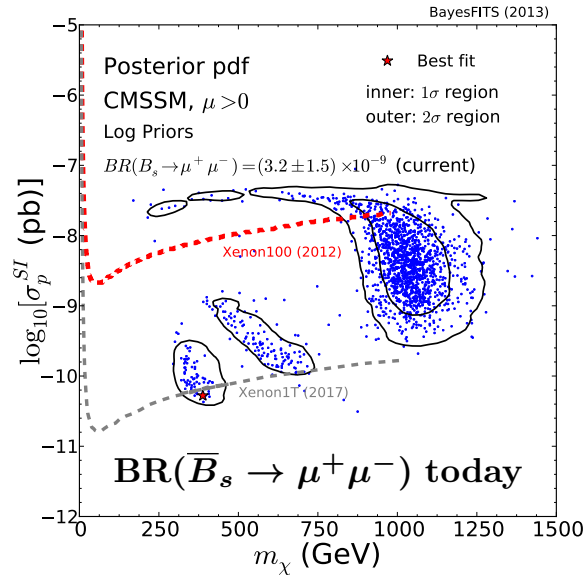 BayesFITS (2013)
Posterior pdf
CMSSM, μ > 0
Log Priors
BR(B_s → μ⁺ μ⁻) = (3.2 ± 1.5) × 10⁻⁹ (current)
Best fit
inner: 1σ region
outer: 2σ region
Xenon100 (2012)
Xenon1T (2017)
BR(B̅_s → μ⁺μ⁻) today
log₁₀[σ_p^{SI} (pb)]
−5
−6
−7
−8
−9
−10
−11
−12
0 250 500 750 1000 1250 1500
m_χ (GeV)